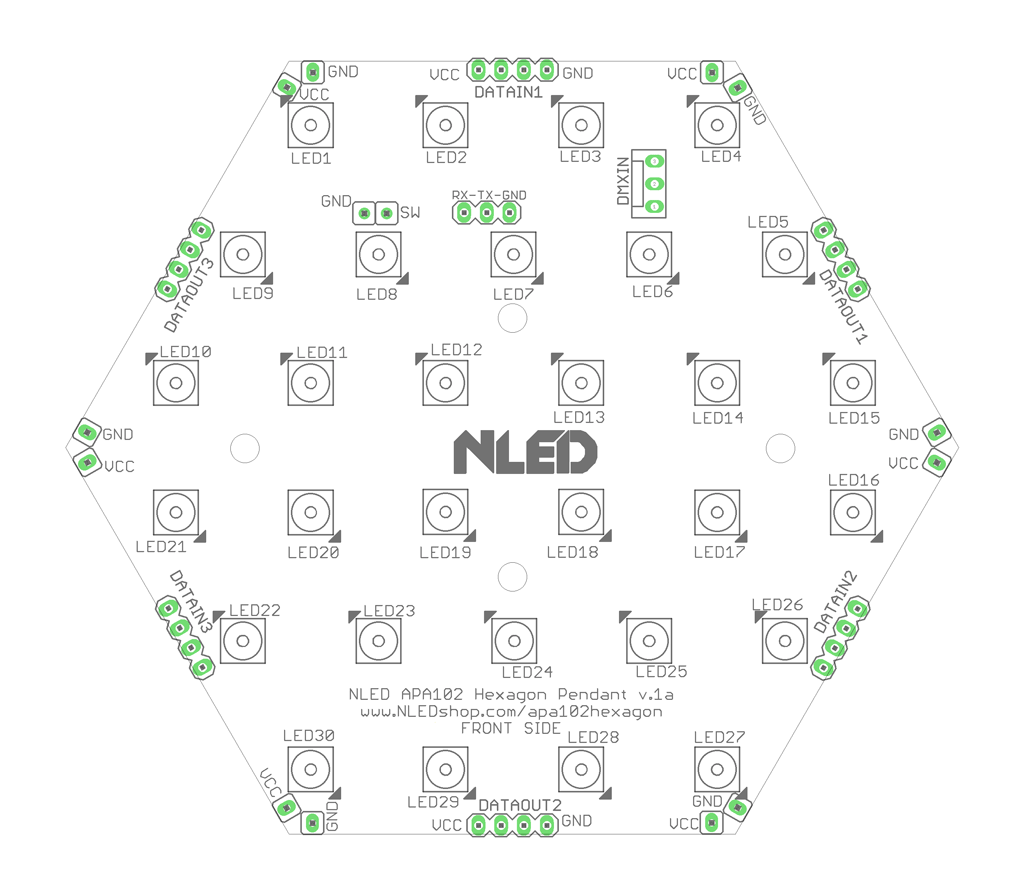 VCC
GND
GND
VCC
GND
VCC
DATAIN1
VCC
GND
LED1
LED2
LED3
LED4
DMXIN
GND
SW
RX-TX-GND
LED5
DATAOUT3
DATAOUT1
LED9
LED8
LED7
LED6
LED10
LED11
LED12
LED13
LED14
LED15
GND
VCC
NLED
GND
VCC
LED16
LED21
LED20
LED19
LED18
LED17
DATAIN3
DATAIN2
LED22
LED23
LED24
LED25
LED26
NLED APA102 Hexagon Pendant v.1a
www.NLEDshop.com/apa102hexagon
FRONT SIDE
LED30
LED29
LED28
LED27
VCC
GND
DATAOUT2
VCC
GND
GND
VCC